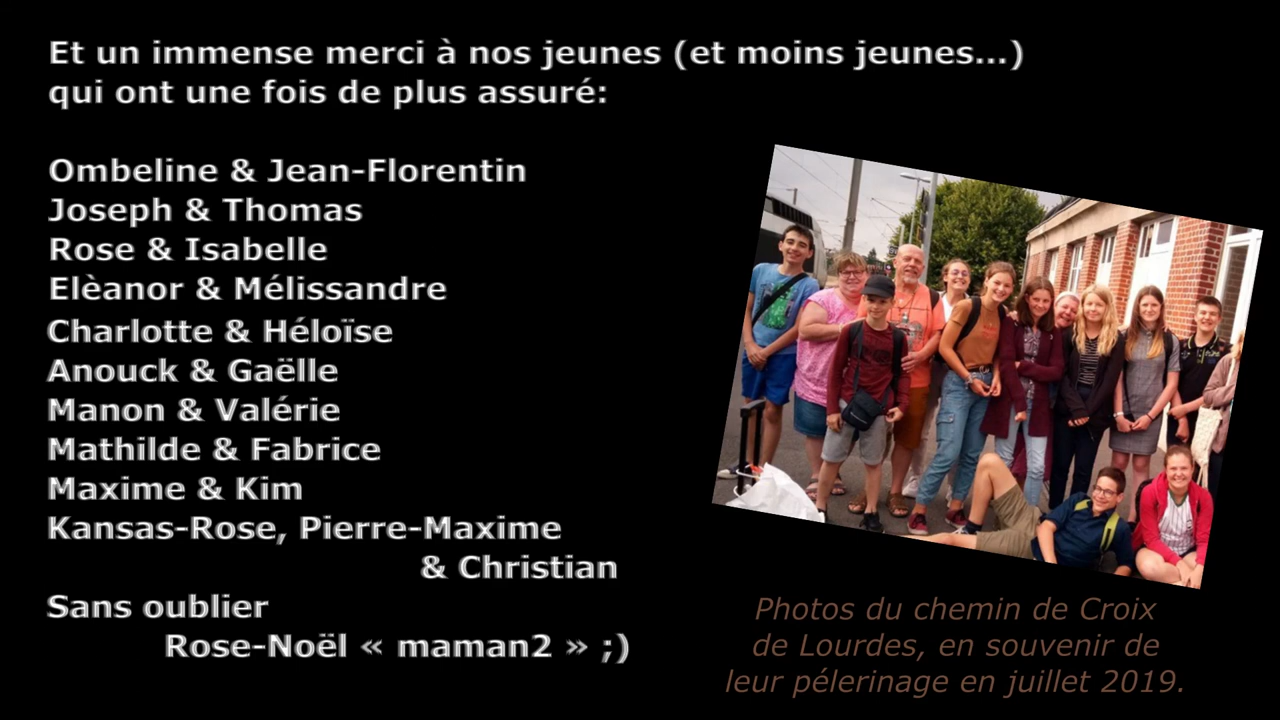 Et un immense merci à nos jeunes (et moins jeunes...)
qui ont une fois de plus assuré:
Ombeline & Jean-Florentin
Joseph & Thomas
Rose & Isabelle
Elèanor & Mélissandre
Charlotte & Héloïse
Anouck & Gaëlle
Manon & Valérie
Mathilde & Fabrice
Maxime & Kim
Kansas-Rose, Pierre-Maxime
& Christian
Sans oublier
Rose-Noël « maman2 » ;)
Photos du chemin de Croix
de Lourdes, en souvenir de
leur pélerinage en juillet 2019.